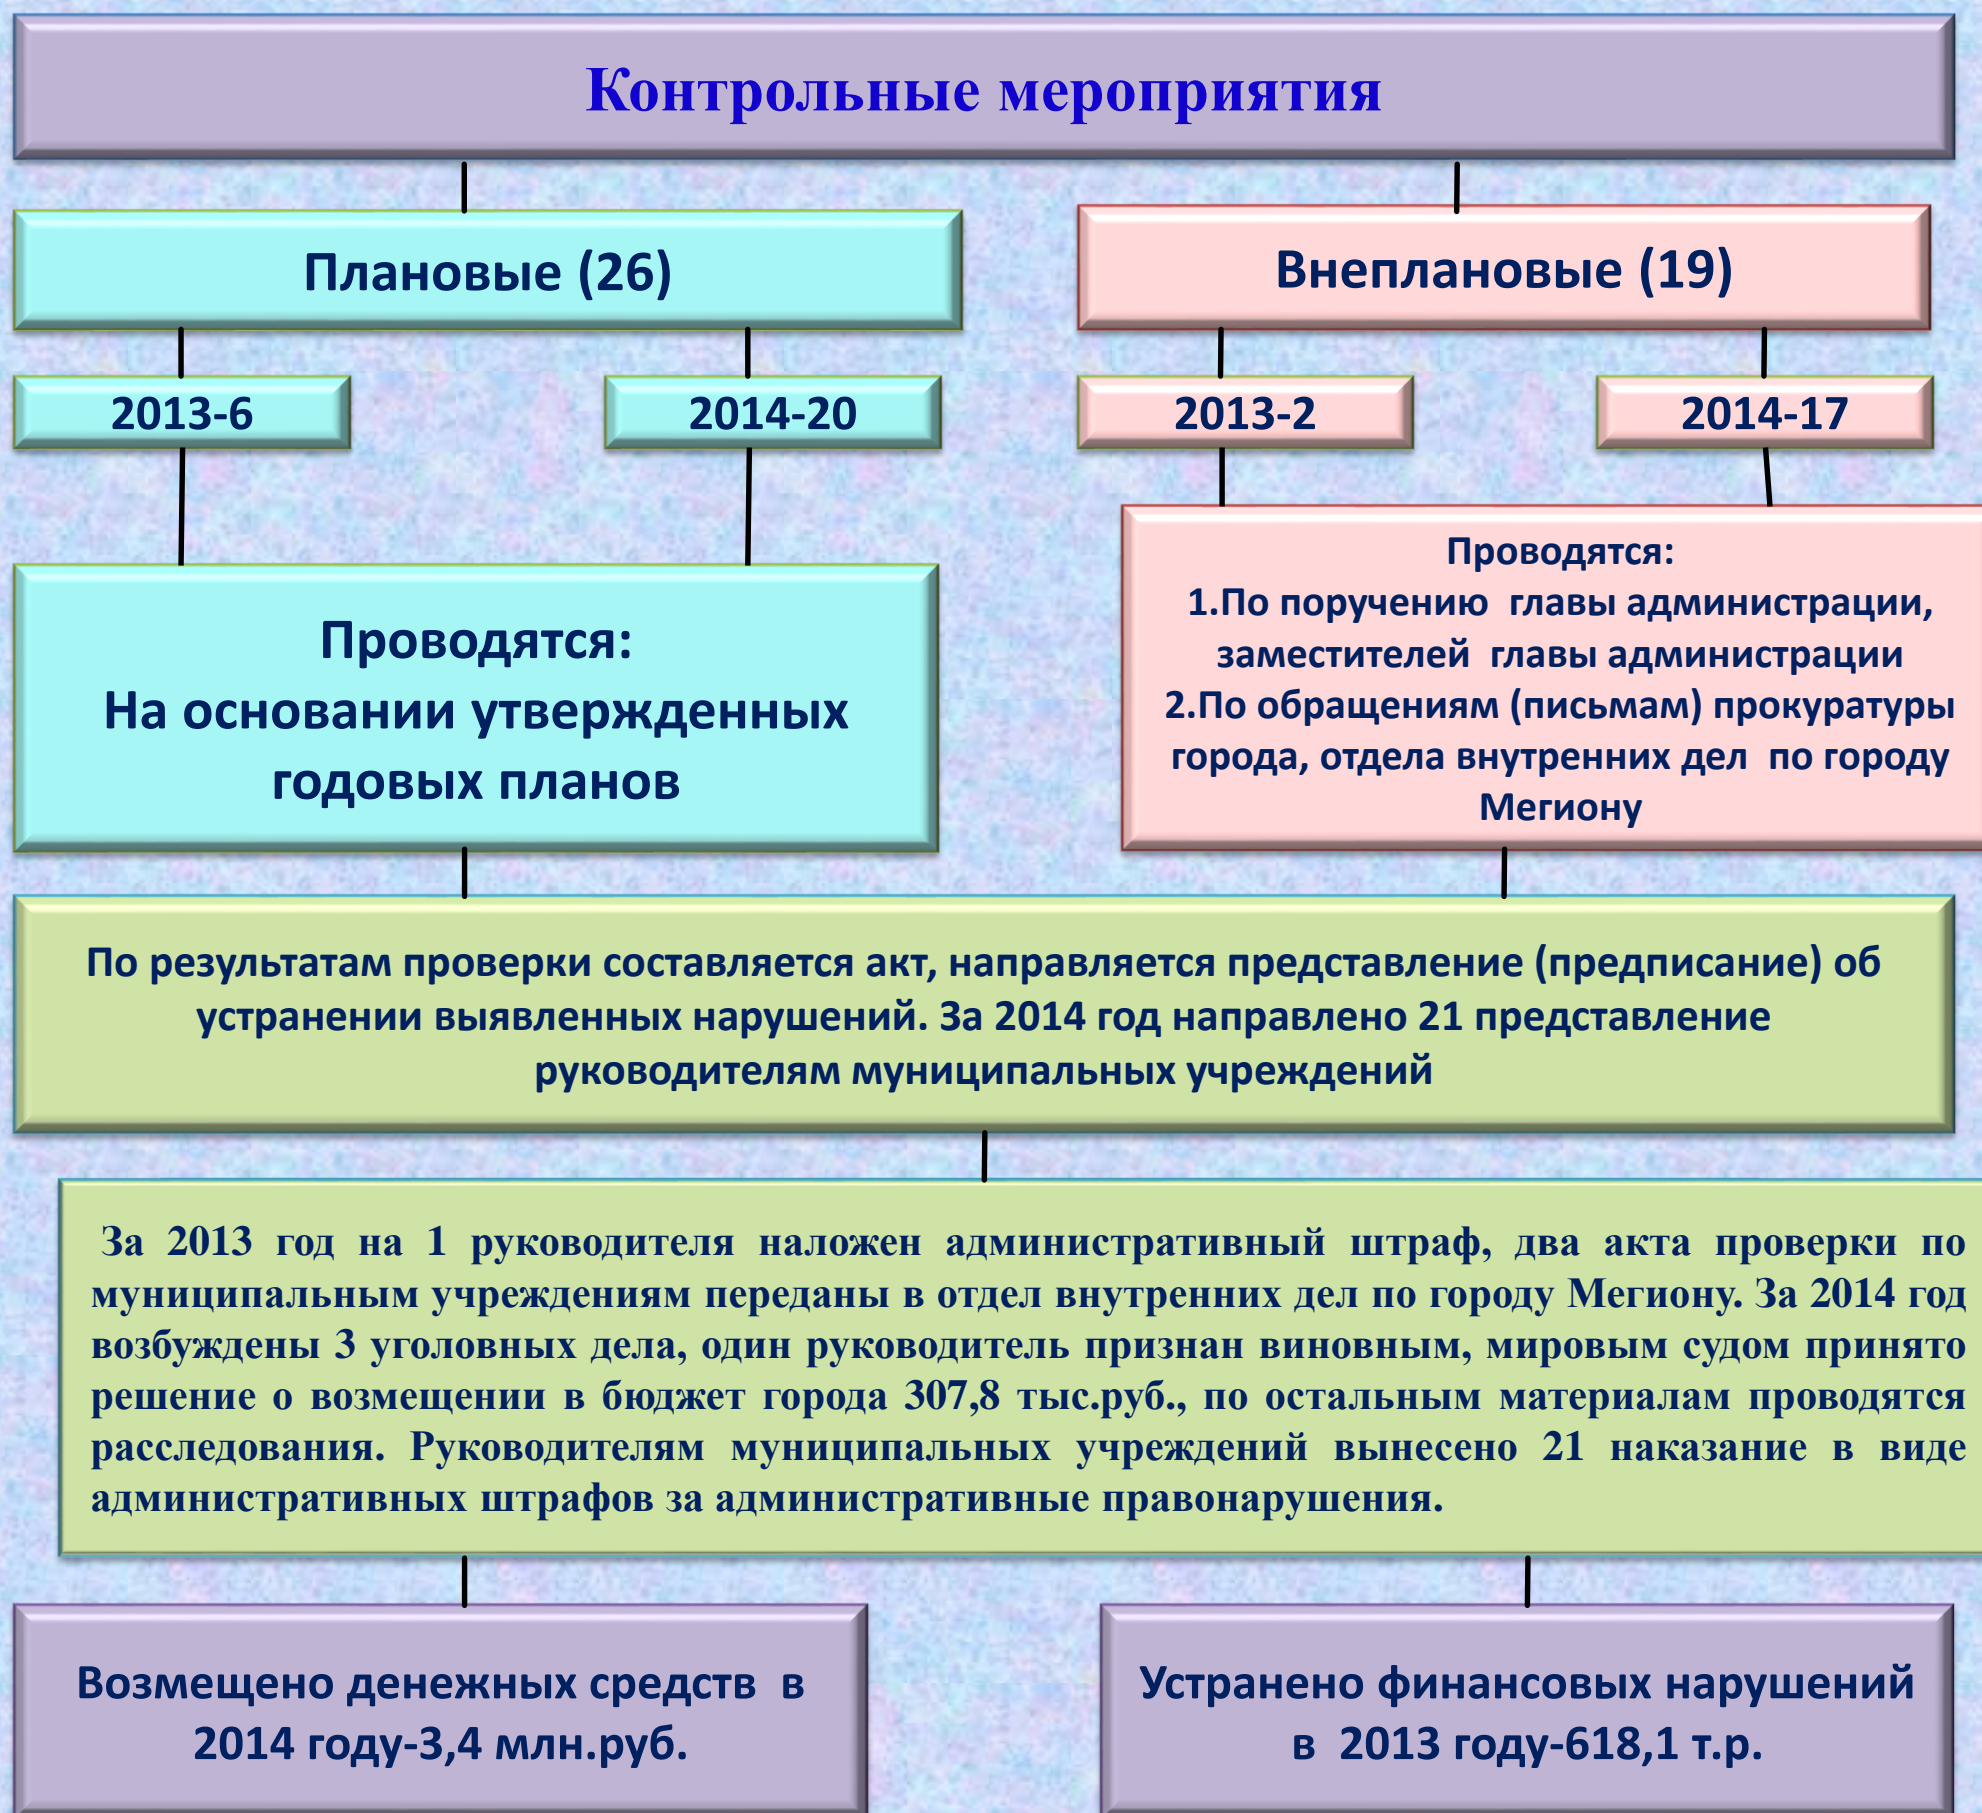 Контрольные мероприятия
Плановые (26)
Внеплановые (19)
2013-6
2014-20
2013-2
2014-17
Проводятся:
На основании утвержденных
годовых планов
Проводятся:
1.По поручению главы администрации,
заместителей главы администрации
2.По обращениям (письмам) прокуратуры
города, отдела внутренних дел по городу
Мегиону
По результатам проверки составляется акт, направляется представление (предписание) об
устранении выявленных нарушений. За 2014 год направлено 21 представление
руководителям муниципальных учреждений
За 2013 год на 1 руководителя наложен административный штраф, два акта проверки по
муниципальным учреждениям переданы в отдел внутренних дел по городу Мегиону. За 2014 год
возбуждены 3 уголовных дела, один руководитель признан виновным, мировым судом принято
решение о возмещении в бюджет города 307,8 тыс.руб., по остальным материалам проводятся
расследования. Руководителям муниципальных учреждений вынесено 21 наказание в виде
административных штрафов за административные правонарушения.
Возмещено денежных средств в
2014 году-3,4 млн.руб.
Устранено финансовых нарушений
в 2013 году-618,1 т.р.